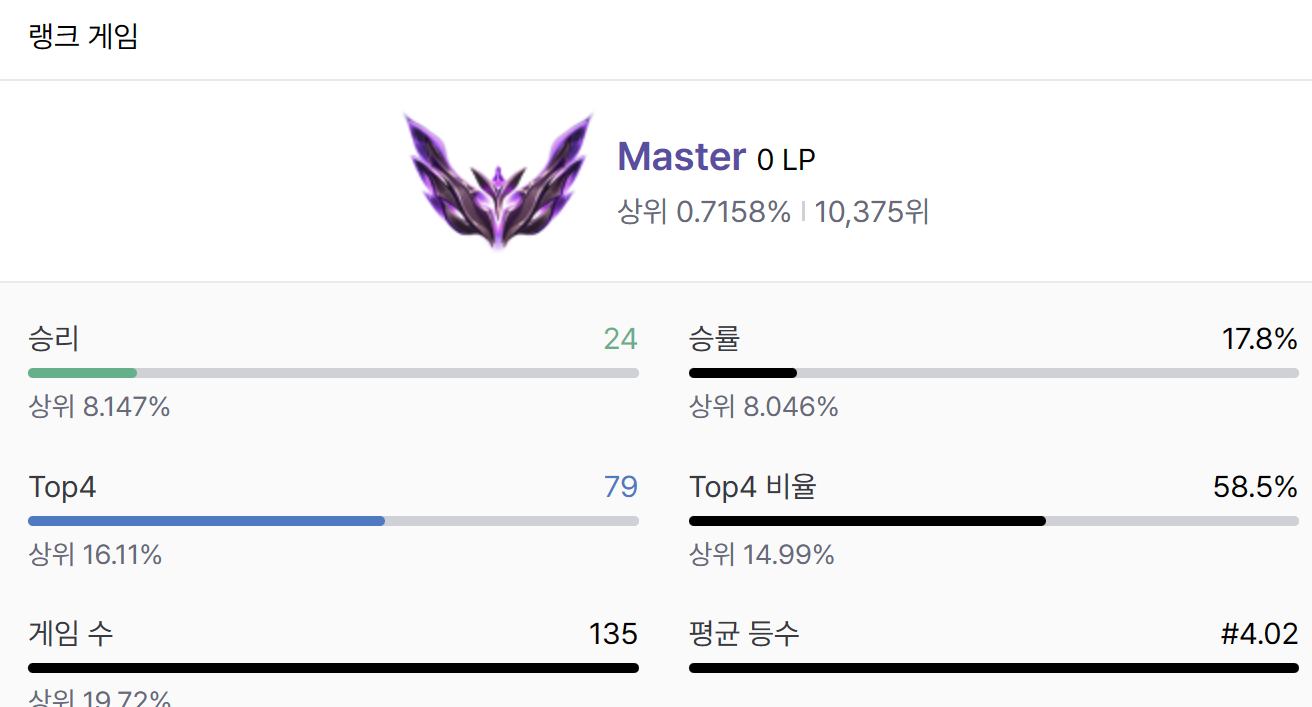 랭크 게임
Master 0 LP
상위 0.7158% | 10,375위
승리 24
상위 8.147%
승률 17.8%
상위 8.046%
Top4 79
상위 16.11%
Top4 비율 58.5%
상위 14.99%
게임 수 135
상위 19.72%
평균 등수 #4.02